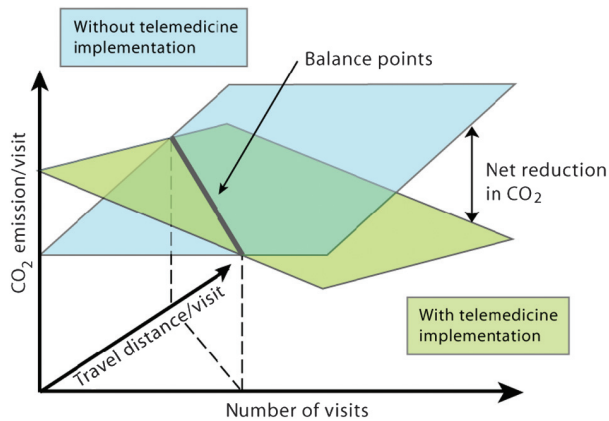 Without telemedicine
implementation
Balance points
CO₂ emission/visit
Net reduction
in CO₂
Travel distance/visit
With telemedicine
implementation
Number of visits